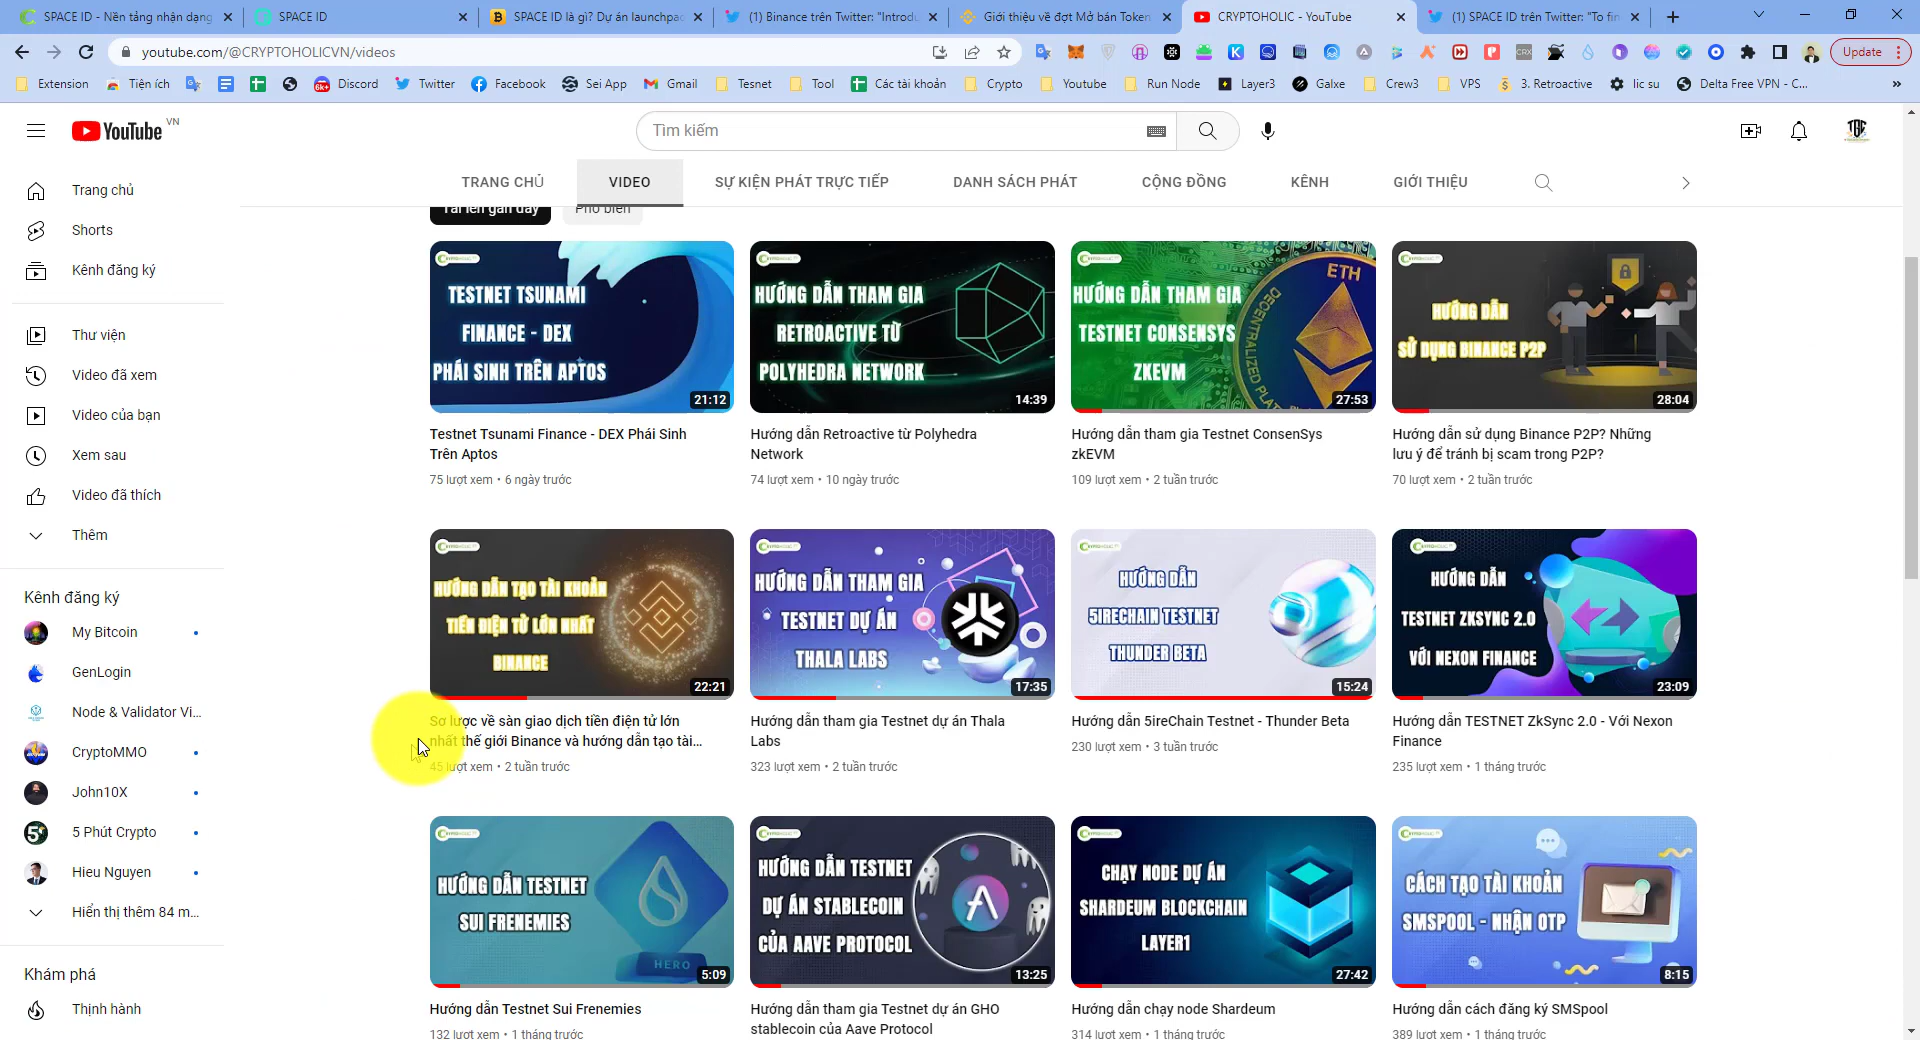 SPACE ID - Nền tảng nhận dạng
SPACE ID
SPACE ID là gì? Dự án launchpad
(1) Binance trên Twitter: "Introdu
Giới thiệu về đợt Mở bán Token
CRYPTOHOLIC - YouTube
(1) SPACE ID trên Twitter: "To fin
youtube.com/@CRYPTOHOLICVN/videos
Update
Extension
Tiện ích
Discord
Twitter
Facebook
Sei App
Gmail
Tesnet
Tool
Các tài khoản
Crypto
Youtube
Run Node
Layer3
Galxe
Crew3
VPS
3. Retroactive
lic su
Delta Free VPN - C...
YouTube VN
Tìm kiếm
TRANG CHỦ
VIDEO
SỰ KIỆN PHÁT TRỰC TIẾP
DANH SÁCH PHÁT
CỘNG ĐỒNG
KÊNH
GIỚI THIỆU
Tải lên gần đây
Phổ biến
Trang chủ
Shorts
Kênh đăng ký
Thư viện
Video đã xem
Video của bạn
Xem sau
Video đã thích
Thêm
Kênh đăng ký
My Bitcoin
GenLogin
Node & Validator Vi...
CryptoMMO
John10X
5 Phút Crypto
Hieu Nguyen
Hiển thị thêm 84 m...
Khám phá
Thịnh hành
TESTNET TSUNAMI
FINANCE - DEX
PHÁI SINH TRÊN APTOS
21:12
Testnet Tsunami Finance - DEX Phái Sinh
Trên Aptos
75 lượt xem • 6 ngày trước
HƯỚNG DẪN THAM GIA
RETROACTIVE TỪ
POLYHEDRA NETWORK
14:39
Hướng dẫn Retroactive từ Polyhedra
Network
74 lượt xem • 10 ngày trước
HƯỚNG DẪN THAM GIA
TESTNET CONSENSYS
ZKEVM
ETH
27:53
Hướng dẫn tham gia Testnet ConsenSys
zkEVM
109 lượt xem • 2 tuần trước
HƯỚNG DẪN
SỬ DỤNG BINANCE P2P
28:04
Hướng dẫn sử dụng Binance P2P? Những
lưu ý để tránh bị scam trong P2P?
70 lượt xem • 2 tuần trước
HƯỚNG DẪN TẠO TÀI KHOẢN
TIỀN ĐIỆN TỬ LỚN NHẤT
BINANCE
22:21
Sơ lược về sàn giao dịch tiền điện tử lớn
nhất thế giới Binance và hướng dẫn tạo tài...
45 lượt xem • 2 tuần trước
HƯỚNG DẪN THAM GIA
TESTNET DỰ ÁN
THALA LABS
17:35
Hướng dẫn tham gia Testnet dự án Thala
Labs
323 lượt xem • 2 tuần trước
HƯỚNG DẪN
5IRECHAIN TESTNET
THUNDER BETA
15:24
Hướng dẫn 5ireChain Testnet - Thunder Beta
230 lượt xem • 3 tuần trước
HƯỚNG DẪN
TESTNET ZKSYNC 2.0
VỚI NEXON FINANCE
23:09
Hướng dẫn TESTNET ZkSync 2.0 - Với Nexon
Finance
235 lượt xem • 1 tháng trước
HƯỚNG DẪN TESTNET
SUI FRENEMIES
HERO
5:09
Hướng dẫn Testnet Sui Frenemies
132 lượt xem • 1 tháng trước
HƯỚNG DẪN TESTNET
DỰ ÁN STABLECOIN
CỦA AAVE PROTOCOL
13:25
Hướng dẫn tham gia Testnet dự án GHO
stablecoin của Aave Protocol
CHẠY NODE DỰ ÁN
SHARDEUM BLOCKCHAIN
LAYER1
27:42
Hướng dẫn chạy node Shardeum
314 lượt xem • 1 tháng trước
CÁCH TẠO TÀI KHOẢN
SMSPOOL - NHẬN OTP
8:15
Hướng dẫn cách đăng ký SMSpool
389 lượt xem • 1 tháng trước